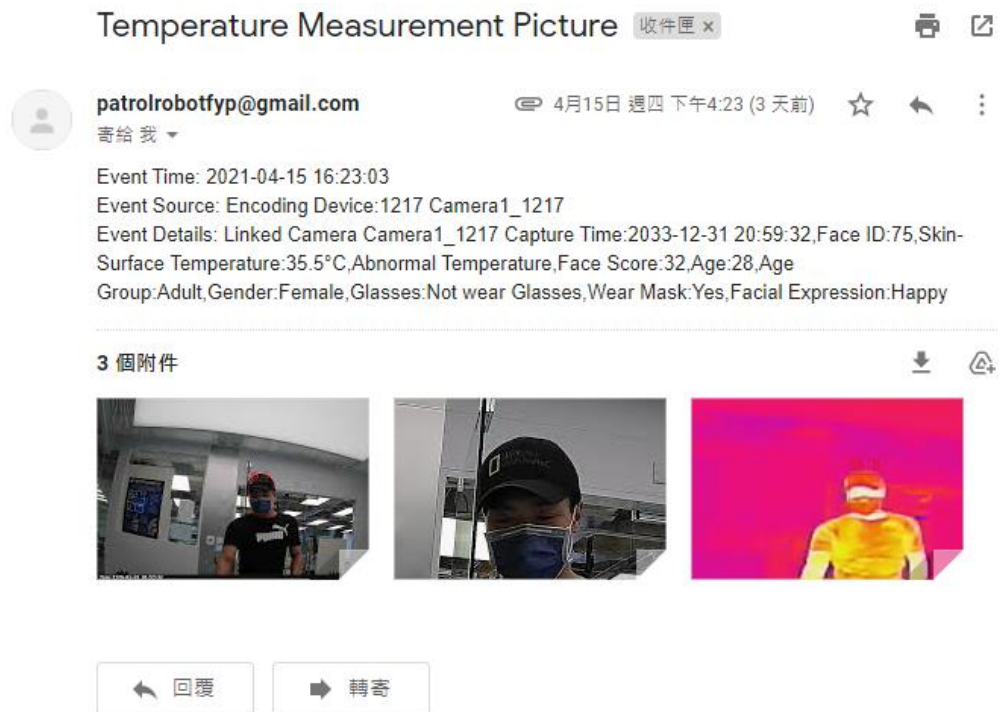 Temperature Measurement Picture 收件匣 ×
patrolrobotfyp@gmail.com 4月15日 週四 下午4:23 (3 天前)
寄給 我
Event Time: 2021-04-15 16:23:03
Event Source: Encoding Device:1217 Camera1_1217
Event Details: Linked Camera Camera1_1217 Capture Time:2033-12-31 20:59:32,Face ID:75,Skin-
Surface Temperature:35.5°C,Abnormal Temperature,Face Score:32,Age:28,Age
Group:Adult,Gender:Female,Glasses:Not wear Glasses,Wear Mask:Yes,Facial Expression:Happy
3 個附件
PUMA
回覆
轉寄